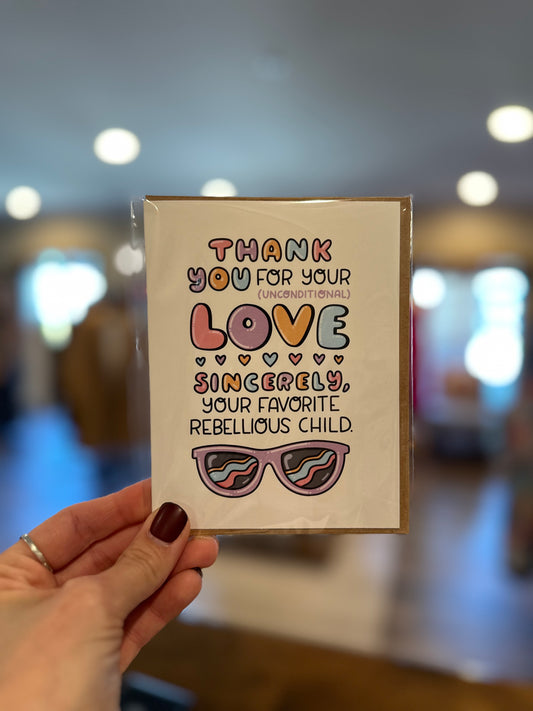 THANK
YOU FOR YOUR
(UNCONDITIONAL)
LOVE
SINCERELY,
YOUR FAVORITE
REBELLIOUS CHILD.